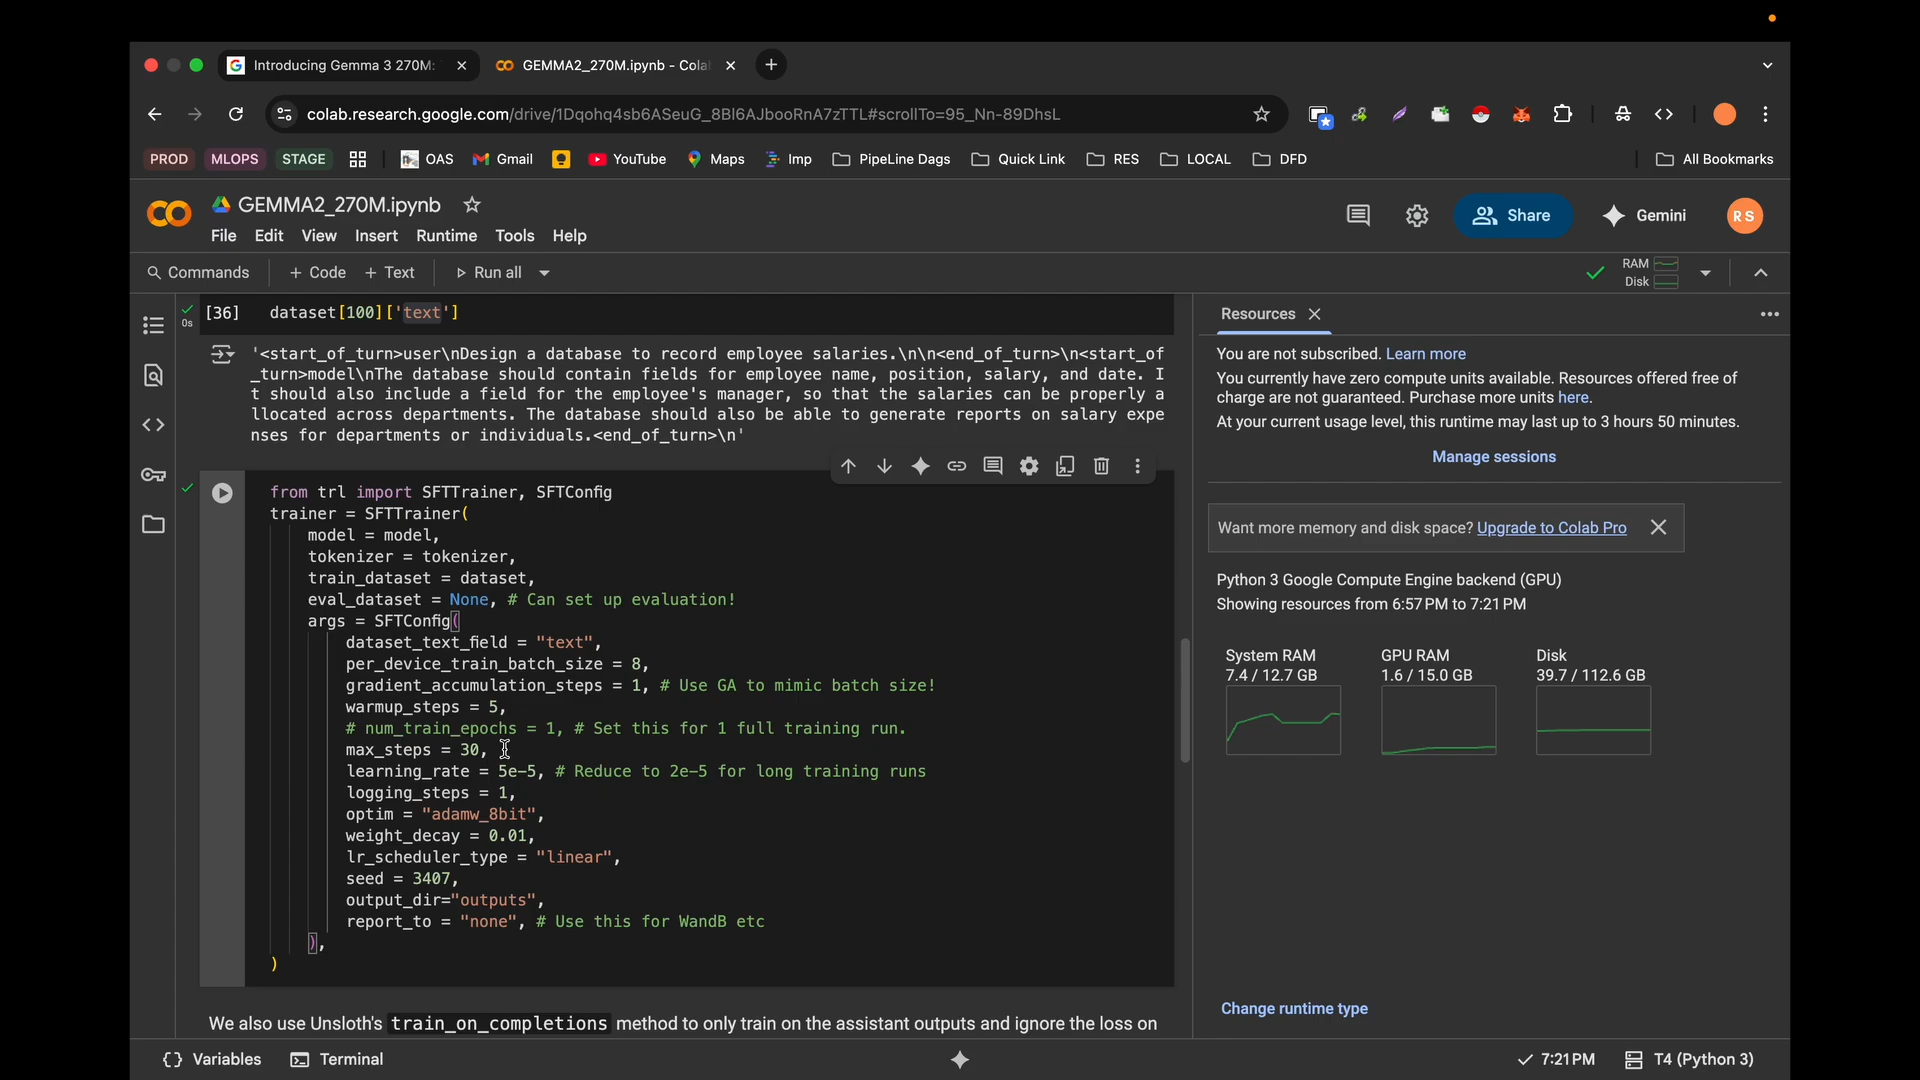 Introducing Gemma 3 270M:
GEMMA2_270M.ipynb - Cola
colab.research.google.com/drive/1Dqohq4sb6ASeuG_8Bl6AJbooRnA7zTTL#scrollTo=95_Nn-89DhsL
PROD MLOPS STAGE OAS Gmail YouTube Maps Imp PipeLine Dags Quick Link RES LOCAL DFD All Bookmarks
GEMMA2_270M.ipynb
File Edit View Insert Runtime Tools Help
Share Gemini RS
Commands + Code + Text Run all
RAM
Disk
[36] dataset[100]['text']
0s
'<start_of_turn>user\nDesign a database to record employee salaries.\n\n<end_of_turn>\n<start_of
_turn>model\nThe database should contain fields for employee name, position, salary, and date. I
t should also include a field for the employee's manager, so that the salaries can be properly a
llocated across departments. The database should also be able to generate reports on salary expe
nses for departments or individuals.<end_of_turn>\n'
from trl import SFTTrainer, SFTConfig
trainer = SFTTrainer(
model = model,
tokenizer = tokenizer,
train_dataset = dataset,
eval_dataset = None, # Can set up evaluation!
args = SFTConfig(
dataset_text_field = "text",
per_device_train_batch_size = 8,
gradient_accumulation_steps = 1, # Use GA to mimic batch size!
warmup_steps = 5,
# num_train_epochs = 1, # Set this for 1 full training run.
max_steps = 30,
learning_rate = 5e-5, # Reduce to 2e-5 for long training runs
logging_steps = 1,
optim = "adamw_8bit",
weight_decay = 0.01,
lr_scheduler_type = "linear",
seed = 3407,
output_dir="outputs",
report_to = "none", # Use this for WandB etc
),
)
We also use Unsloth's train_on_completions method to only train on the assistant outputs and ignore the loss on
Resources
You are not subscribed. Learn more
You currently have zero compute units available. Resources offered free of
charge are not guaranteed. Purchase more units here.
At your current usage level, this runtime may last up to 3 hours 50 minutes.
Manage sessions
Want more memory and disk space? Upgrade to Colab Pro
Python 3 Google Compute Engine backend (GPU)
Showing resources from 6:57 PM to 7:21 PM
System RAM GPU RAM Disk
7.4 / 12.7 GB 1.6 / 15.0 GB 39.7 / 112.6 GB
Change runtime type
{} Variables Terminal 7:21 PM T4 (Python 3)